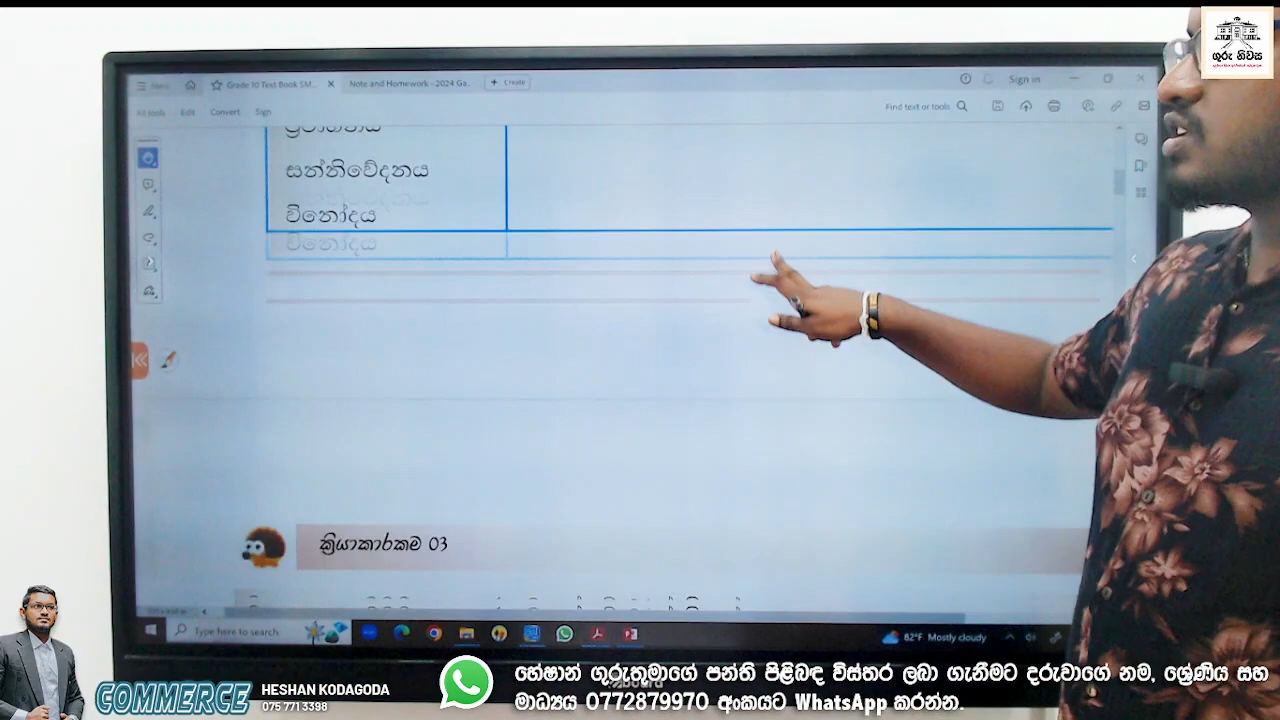 ගුරු නිවස
Menu
Grade 10 Text Book SM...
Note and Homework - 2024 Ga..
+ Create
Sign in
All tools
Edit
Convert
Sign
Find text or tools
සන්නිවේදනය
විනෝදය
විනෝදය
ක්‍රියාකාරකම 03
Type here to search
82°F Mostly cloudy
COMMERCE
HESHAN KODAGODA
075 771 3398
හේෂාන් ගුරුතුමාගේ පන්ති පිළිබඳ විස්තර ලබා ගැනීමට දරුවාගේ නම, ශ්‍රේණිය සහ
මාධ්‍යය 0772879970 අංකයට WhatsApp කරන්න.